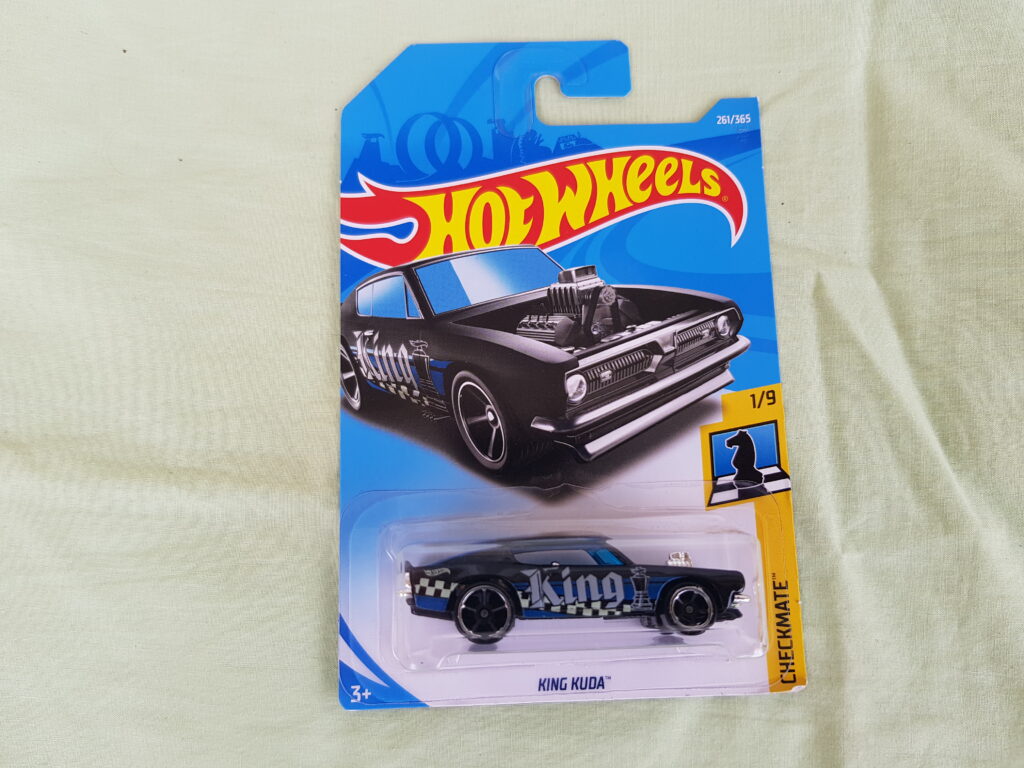 261/365
HOT WHEELS®
King
1/9
King
CHECKMATE™
KING KUDA™
3+